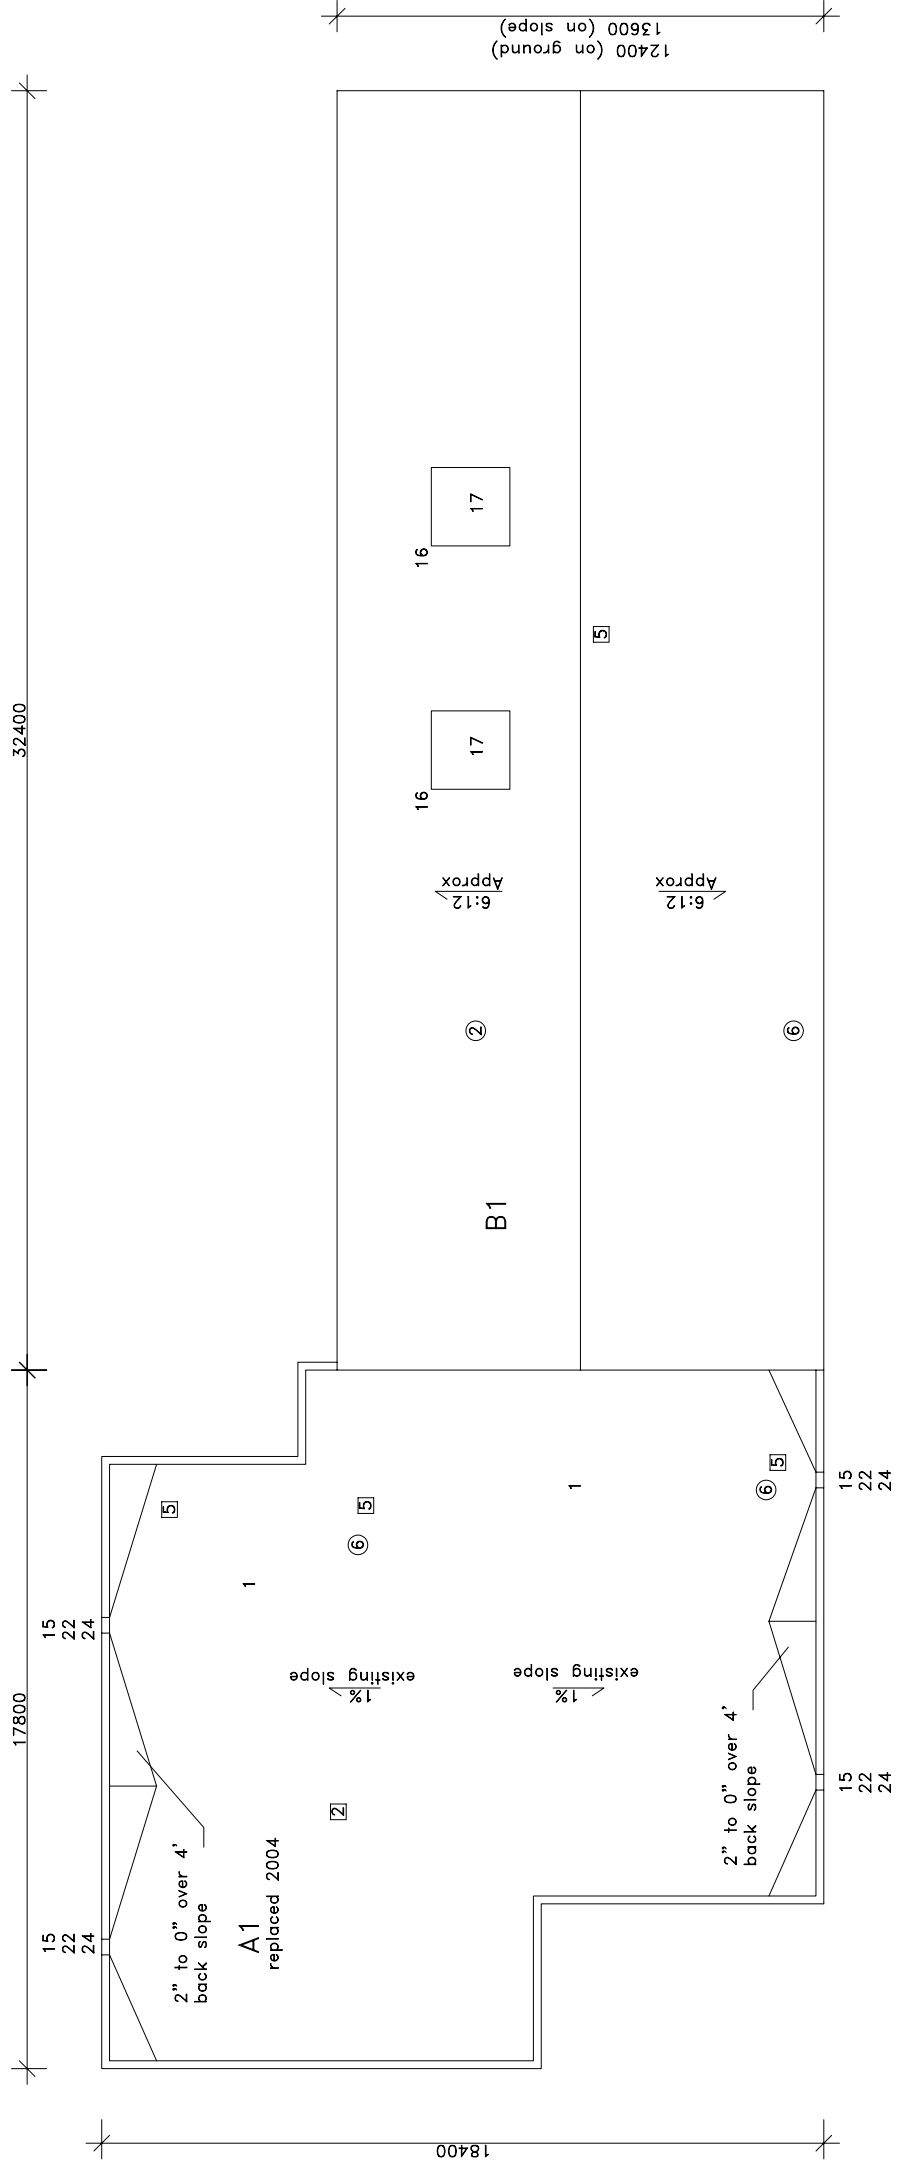 32400
17800
18400
12400 (on ground)
13600 (on slope)
15
22
24
15
22
24
2" to 0" over 4'
back slope
A1
replaced 2004
2
1%
existing slope
1%
existing slope
1
5
5
6
1
6
5
2" to 0" over 4'
back slope
15
22
24
15
22
24
B1
2
6
6:12
Approx
6:12
Approx
16
17
16
17
5